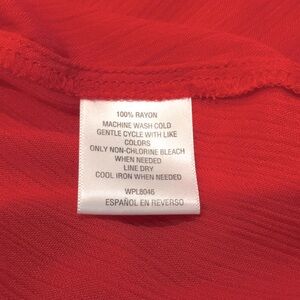 100% RAYON
MACHINE WASH COLD
GENTLE CYCLE WITH LIKE
COLORS
ONLY NON-CHLORINE BLEACH
WHEN NEEDED
LINE DRY
COOL IRON WHEN NEEDED
WPL8046
ESPAÑOL EN REVERSO